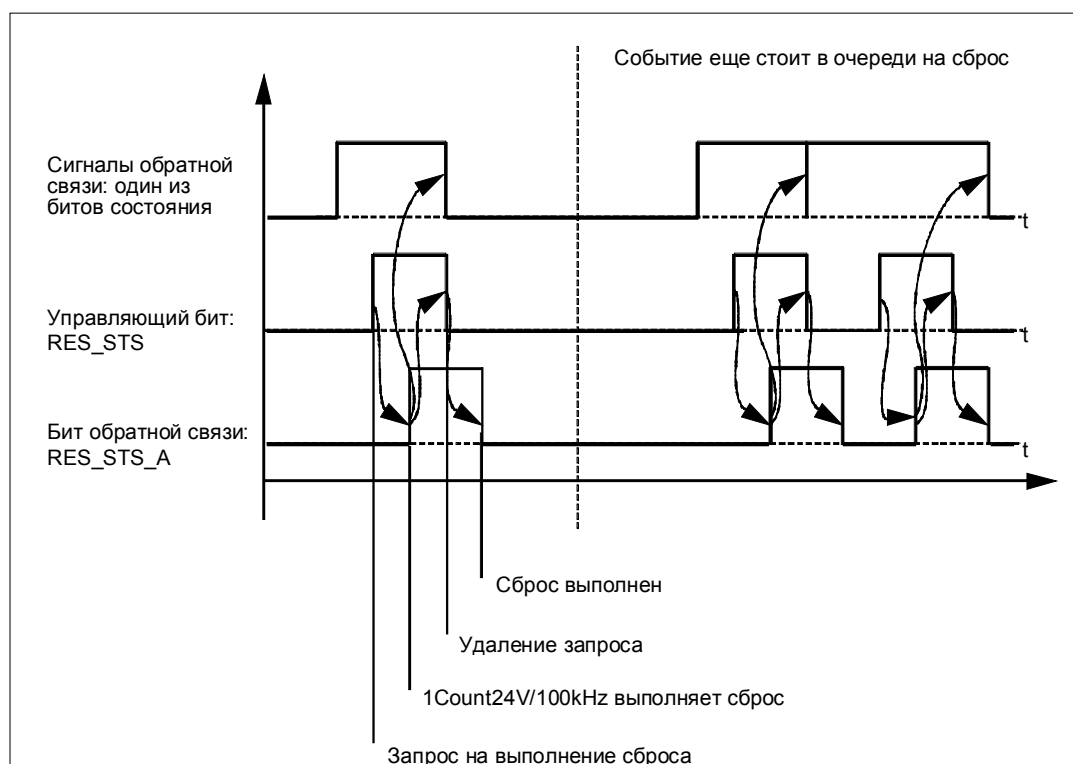 Событие еще стоит в очереди на сброс
Сигналы обратной
связи: один из
битов состояния
t
Управляющий бит:
RES_STS
t
Бит обратной связи:
RES_STS_A
t
Сброс выполнен
Удаление запроса
1Count24V/100kHz выполняет сброс
Запрос на выполнение сброса